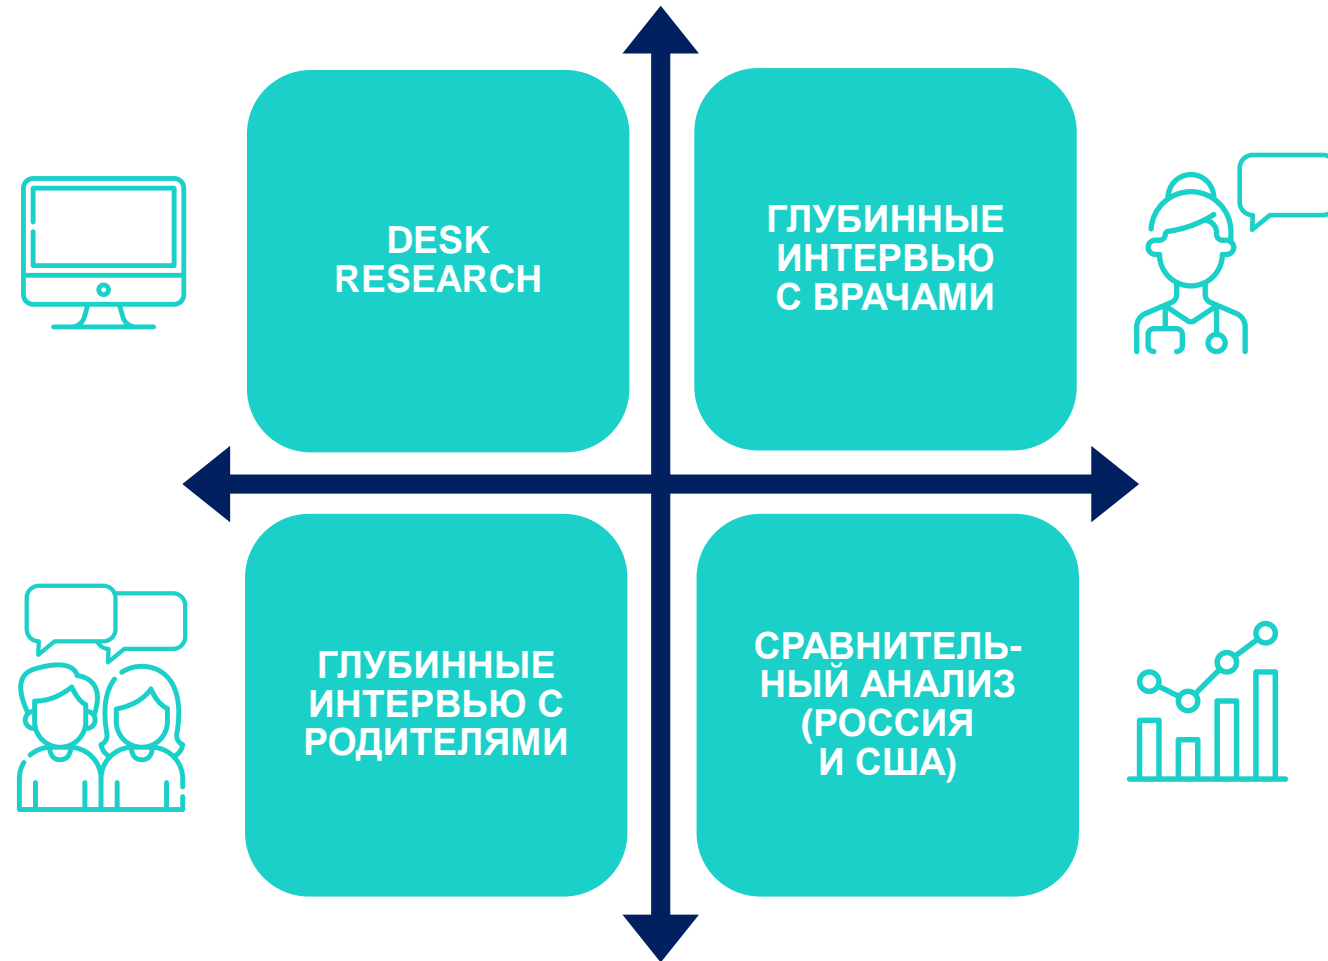 DESK
RESEARCH
ГЛУБИННЫЕ
ИНТЕРВЬЮ
С ВРАЧАМИ
ГЛУБИННЫЕ
ИНТЕРВЬЮ С
РОДИТЕЛЯМИ
СРАВНИТЕЛЬ-
НЫЙ АНАЛИЗ
(РОССИЯ
И США)